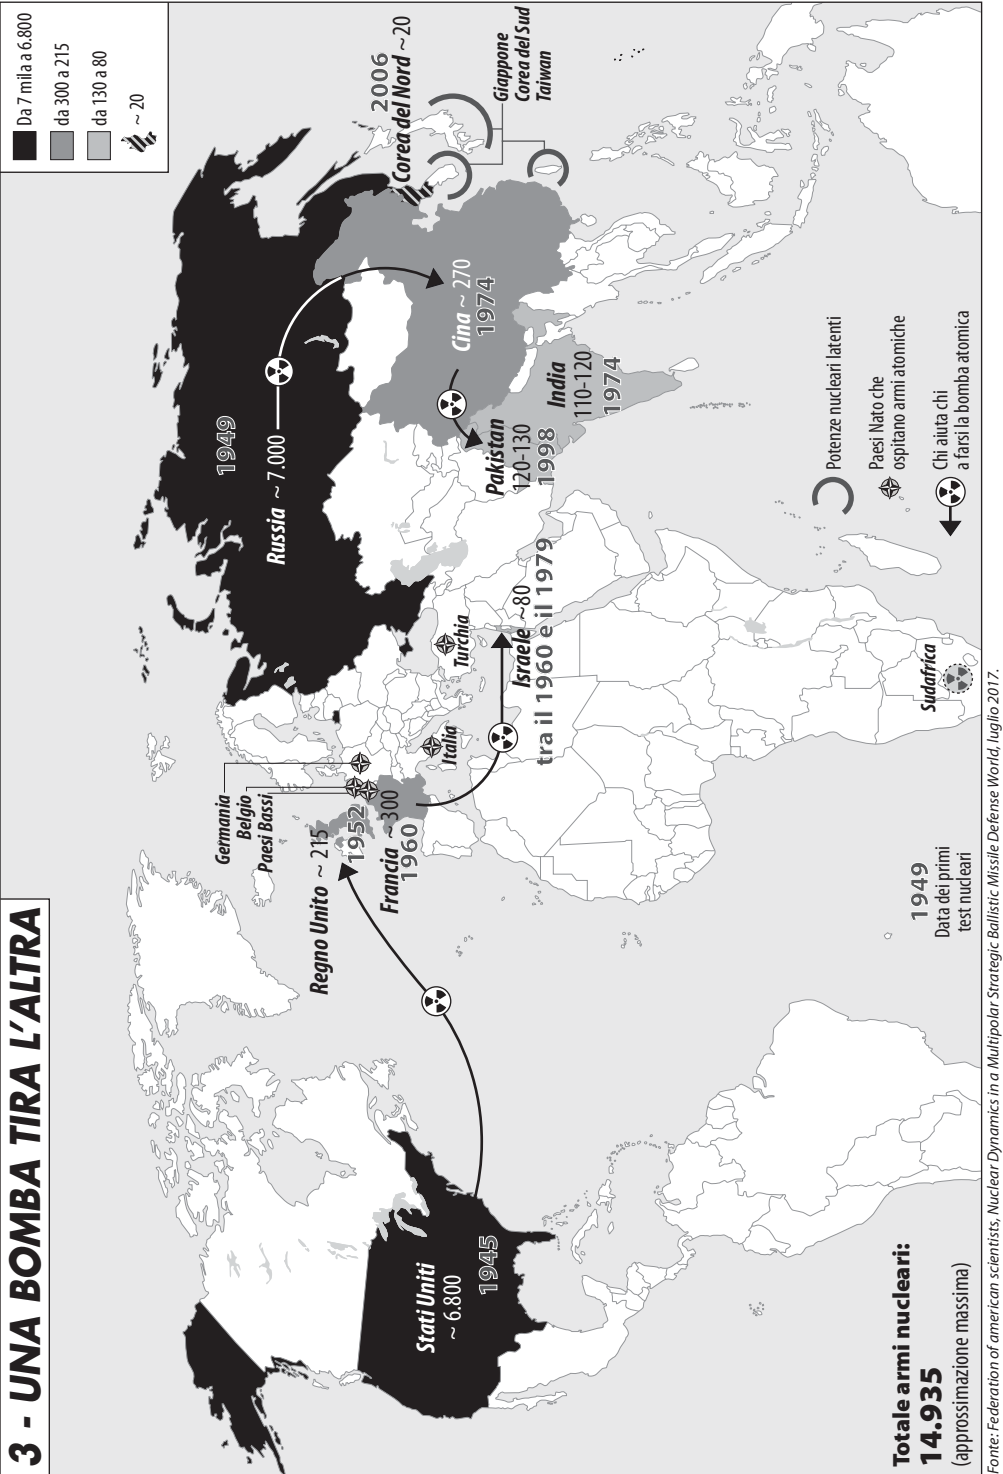 3 - UNA BOMBA TIRA L'ALTRA
Da 7 mila a 6.800
da 300 a 215
da 130 a 80
~ 20
Stati Uniti
~ 6.800
1945
Regno Unito ~ 215
1952
Francia ~ 300
1960
Germania
Belgio
Paesi Bassi
Italia
Turchia
Israele ~80
tra il 1960 e il 1979
Russia ~ 7.000
1949
Pakistan
120-130
1998
India
110-120
1974
Cina ~ 270
1974
2006
Corea del Nord ~ 20
Giappone
Corea del Sud
Taiwan
Sudafrica
Potenze nucleari latenti
Paesi Nato che
ospitano armi atomiche
Chi aiuta chi
a farsi la bomba atomica
1949
Data dei primi
test nucleari
Totale armi nucleari:
14.935
(approssimazione massima)
Fonte: Federation of american scientists, Nuclear Dynamics in a Multipolar Strategic Ballistic Missile Defense World, luglio 2017.